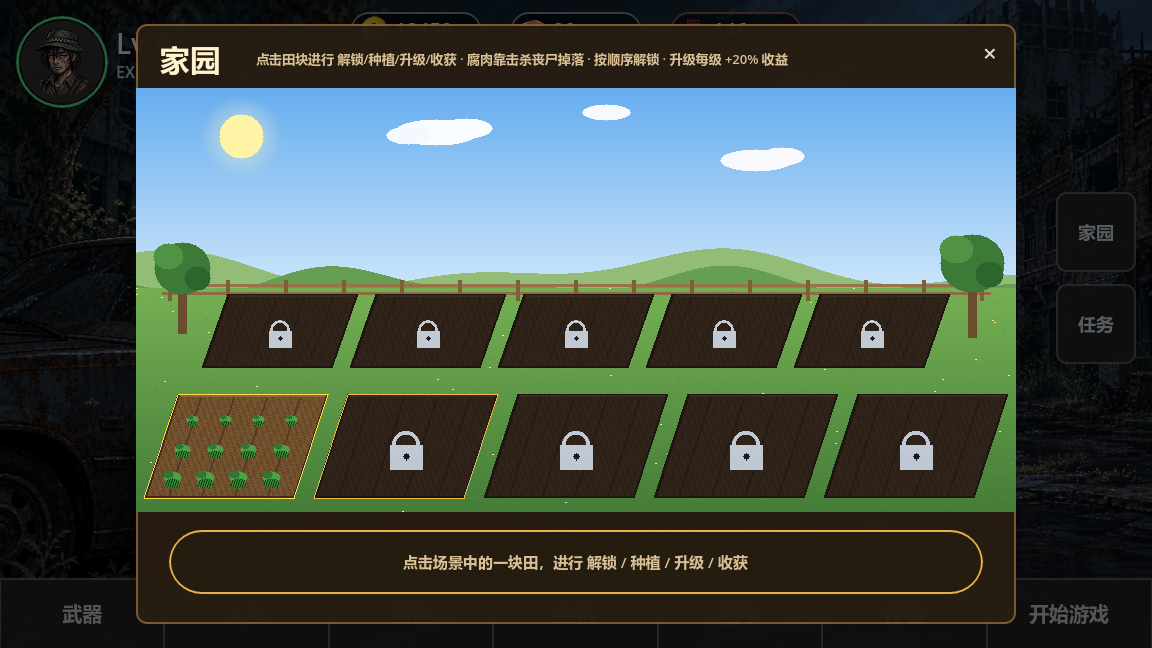 家园
点击田块进行 解锁/种植/升级/收获 · 腐肉靠击杀丧尸掉落 · 按顺序解锁 · 升级每级 +20% 收益
×
家园
任务
点击场景中的一块田，进行 解锁 / 种植 / 升级 / 收获
武器
开始游戏